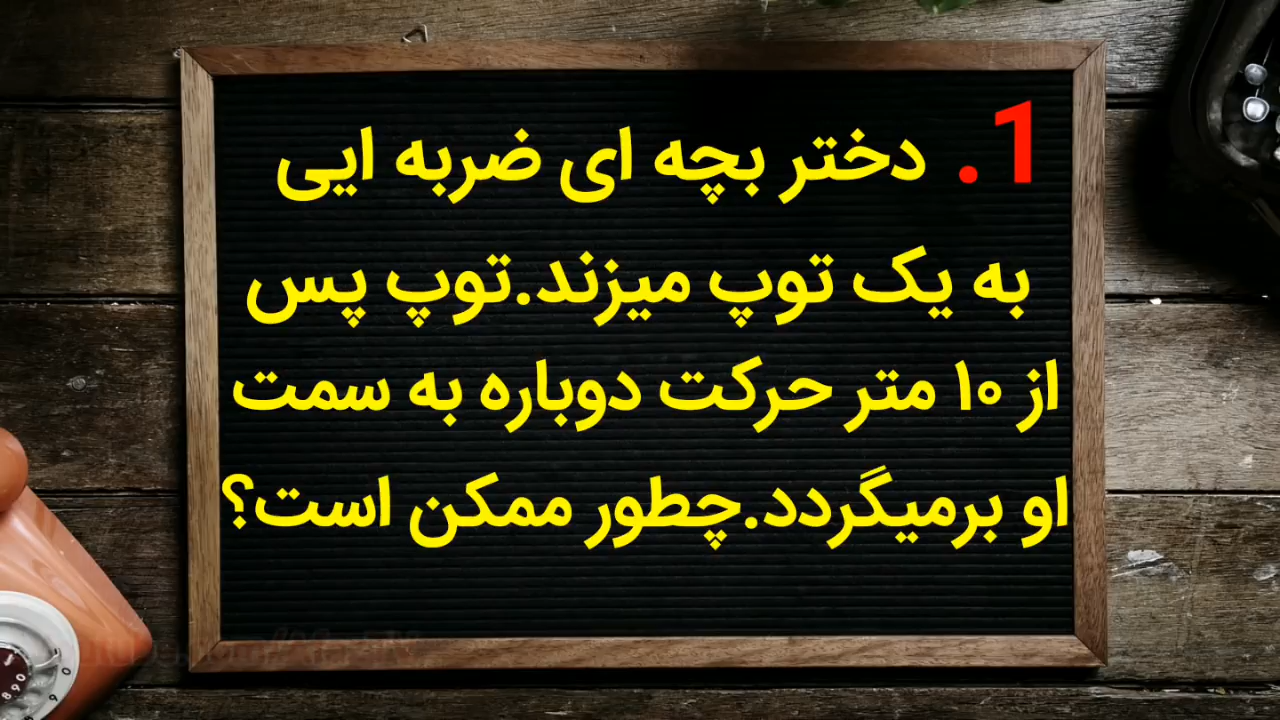 1. دختر بچه ای ضربه ایی
به یک توپ میزند.توپ پس
از ۱۰ متر حرکت دوباره به سمت
او برمیگردد.چطور ممکن است؟